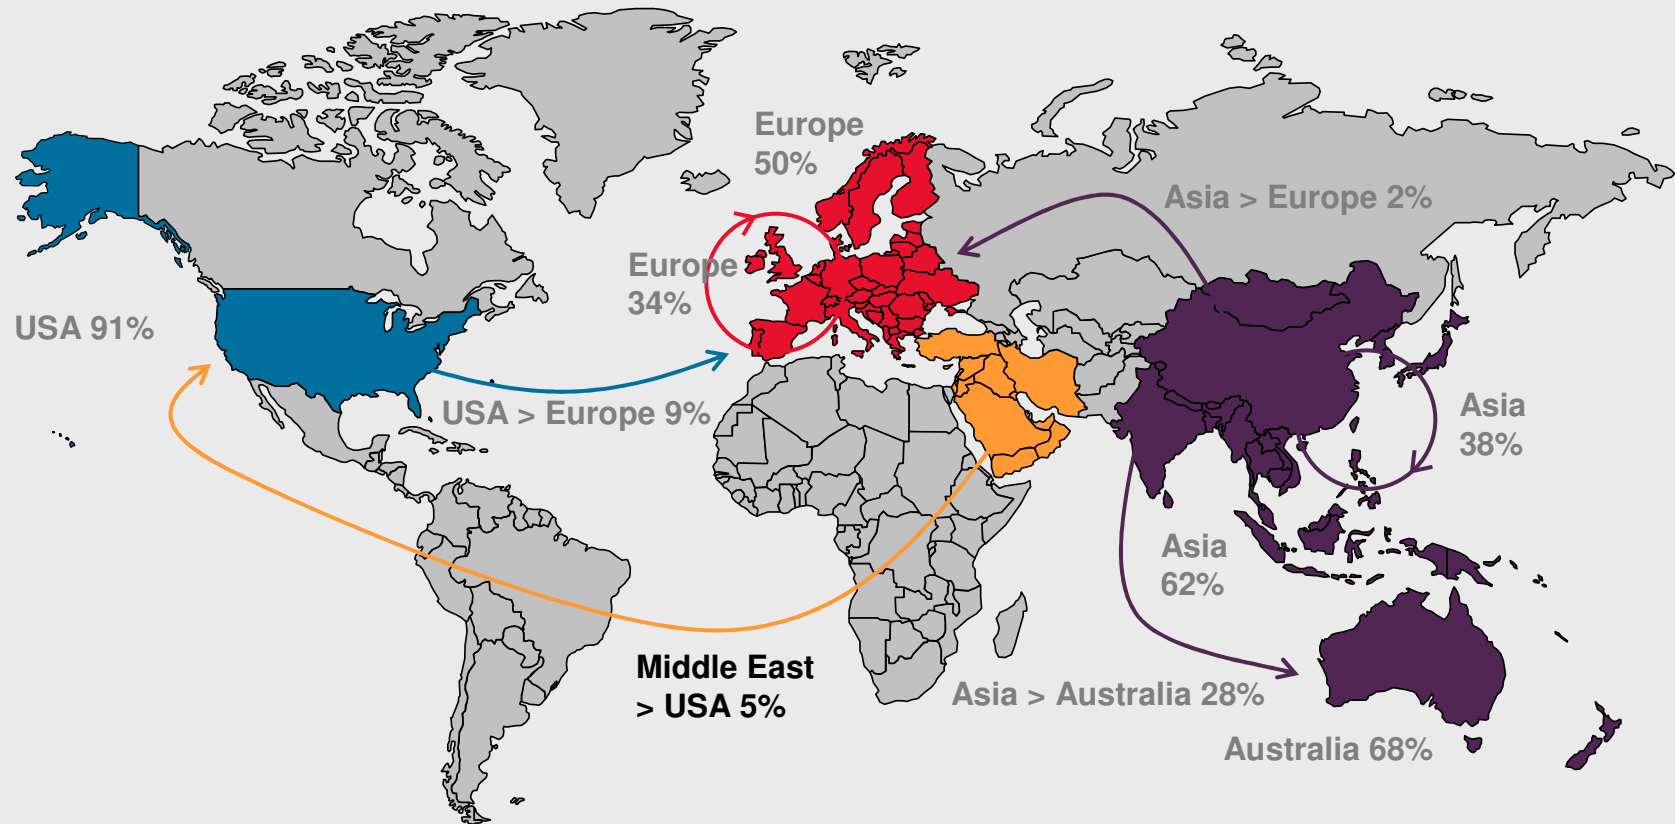 Europe
50%
Asia > Europe 2%
Europe
34%
USA 91%
USA > Europe 9%
Asia
38%
Asia
62%
Middle East
> USA 5%
Asia > Australia 28%
Australia 68%